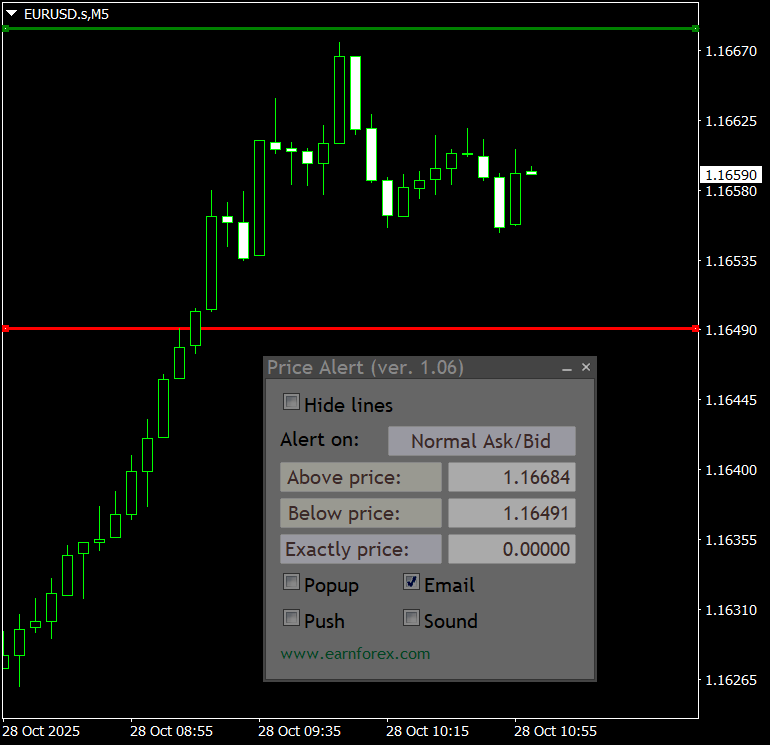 EURUSD.s,M5
1.16670
1.16625
1.16590
1.16580
1.16535
1.16490
1.16445
1.16400
1.16355
1.16310
1.16265
Price Alert (ver. 1.06)
Hide lines
Alert on: Normal Ask/Bid
Above price: 1.16684
Below price: 1.16491
Exactly price: 0.00000
Popup Email
Push Sound
www.earnforex.com
28 Oct 2025 28 Oct 08:55 28 Oct 09:35 28 Oct 10:15 28 Oct 10:55